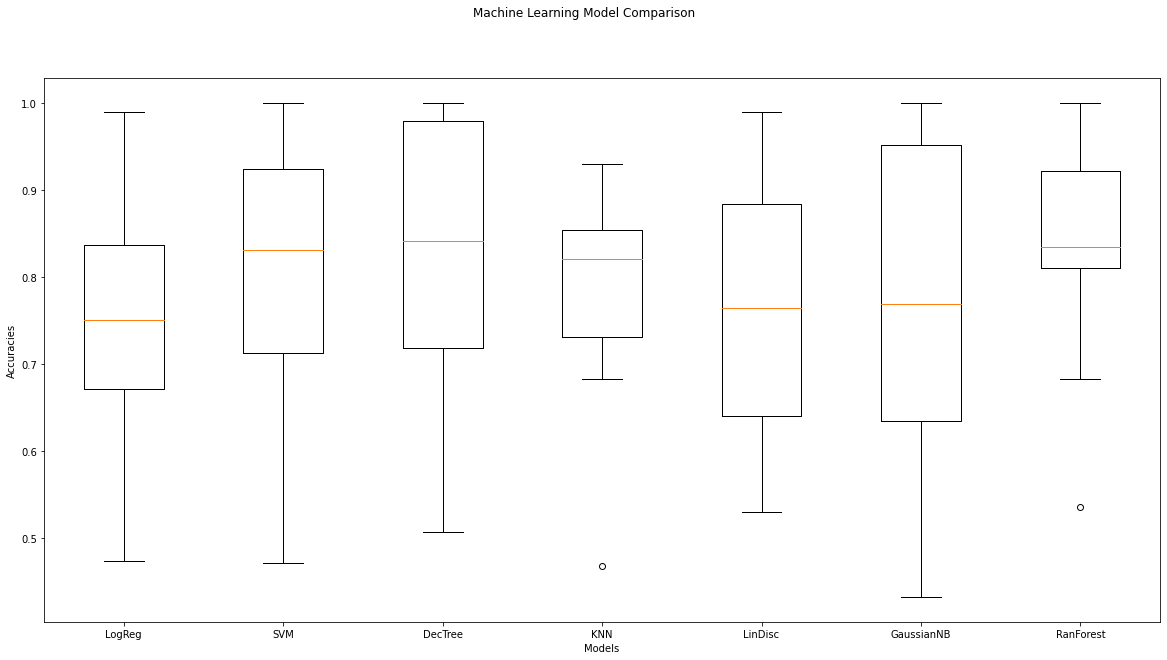 Machine Learning Model Comparison
1.0
0.9
0.8
0.7
0.6
0.5
Accuracies
LogReg SVM DecTree KNN LinDisc GaussianNB RanForest
Models